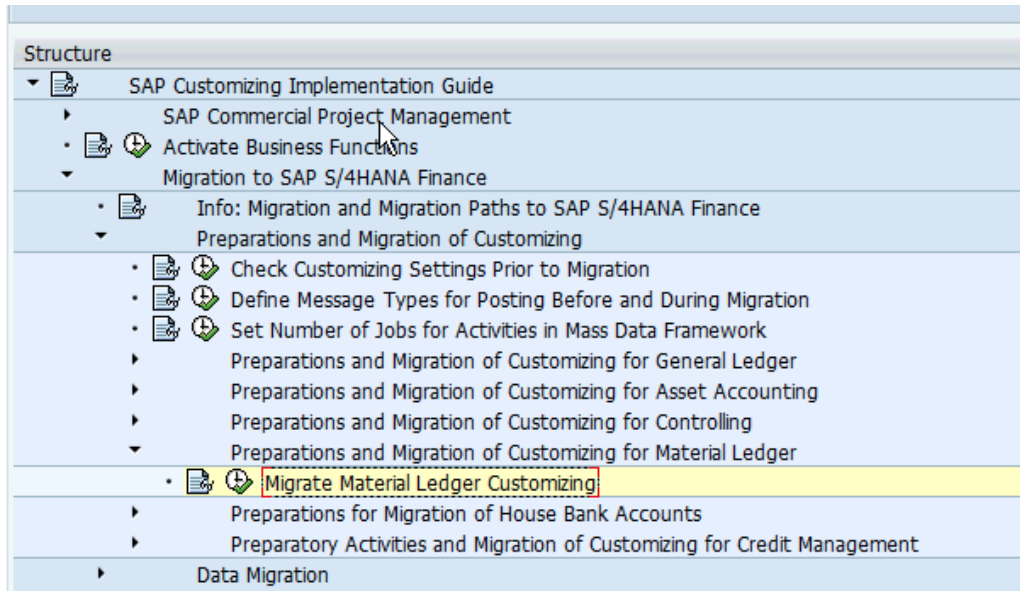 Structure
SAP Customizing Implementation Guide
SAP Commercial Project Management
Activate Business Functions
Migration to SAP S/4HANA Finance
Info: Migration and Migration Paths to SAP S/4HANA Finance
Preparations and Migration of Customizing
Check Customizing Settings Prior to Migration
Define Message Types for Posting Before and During Migration
Set Number of Jobs for Activities in Mass Data Framework
Preparations and Migration of Customizing for General Ledger
Preparations and Migration of Customizing for Asset Accounting
Preparations and Migration of Customizing for Controlling
Preparations and Migration of Customizing for Material Ledger
Migrate Material Ledger Customizing
Preparations for Migration of House Bank Accounts
Preparatory Activities and Migration of Customizing for Credit Management
Data Migration